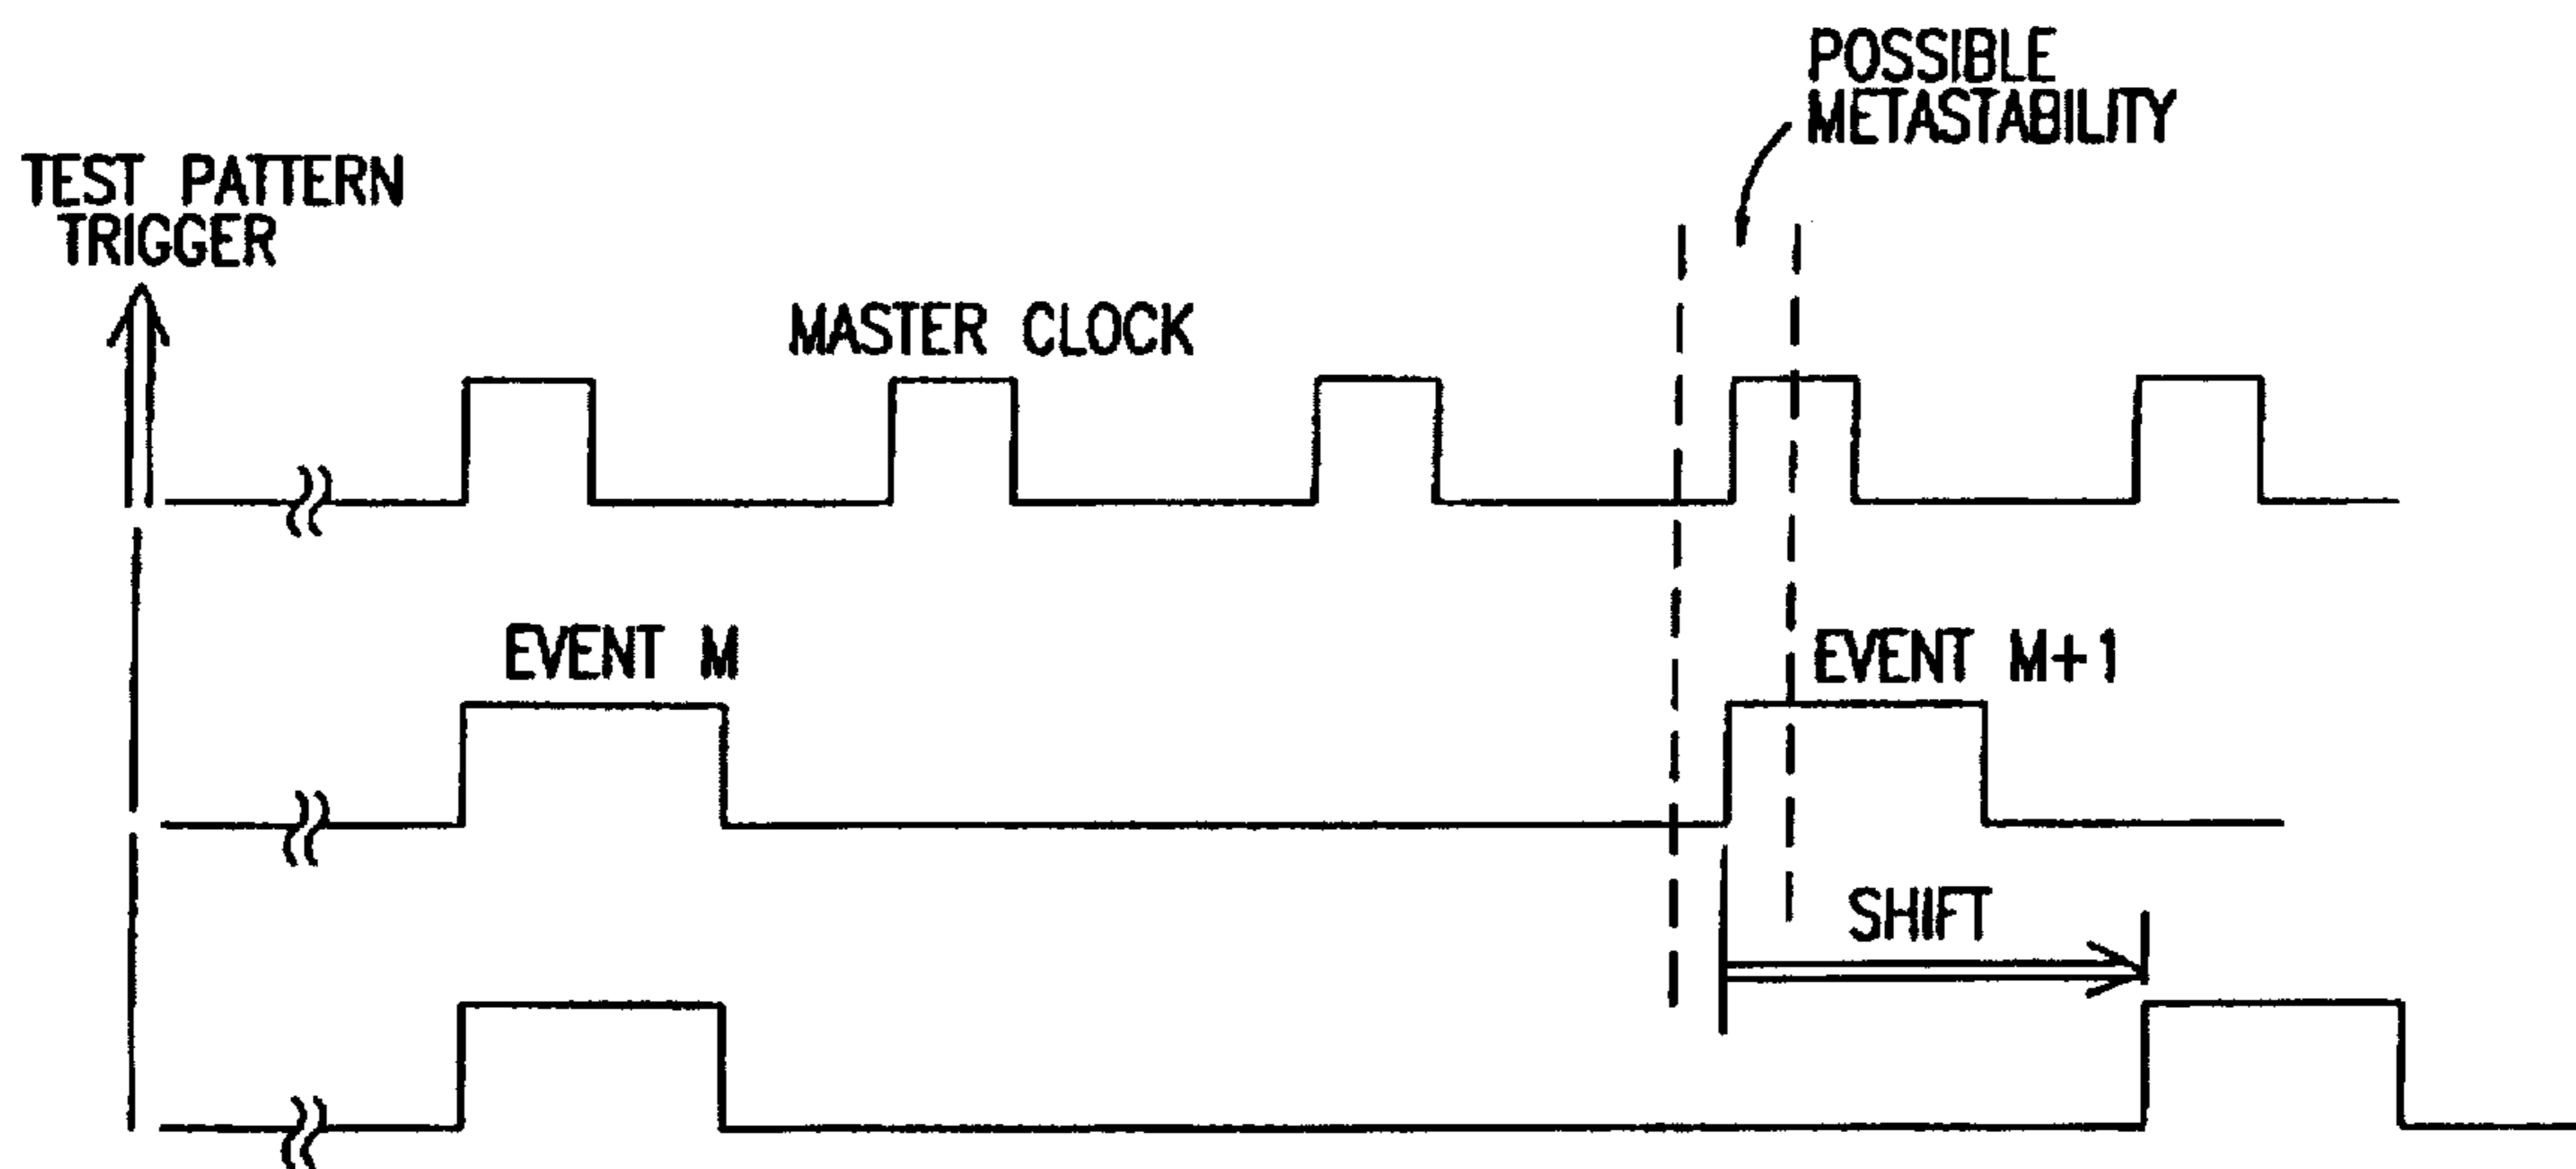 POSSIBLE
METASTABILITY
TEST PATTERN
TRIGGER
MASTER CLOCK
EVENT M
EVENT M+1
SHIFT